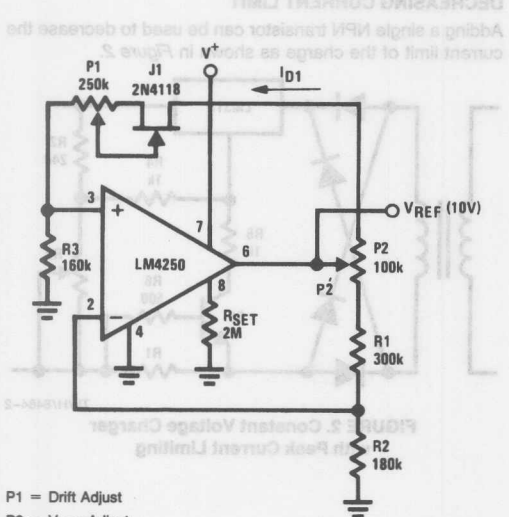 DECREASING CURRENT LIMIT
Adding a single NPN transistor can be used to decrease the
current limit of the charge as shown in Figure 2.
V+
P1
250k
J1
2N4118
ID1
3
+
7
VREF (10V)
R3
160k
LM4250
6
P2
100k
P2'
2
−
8
4
RSET
2M
R1
300k
FIGURE 2. Constant Voltage Charger
with Peak Current Limiting
R2
180k
P1 = Drift Adjust